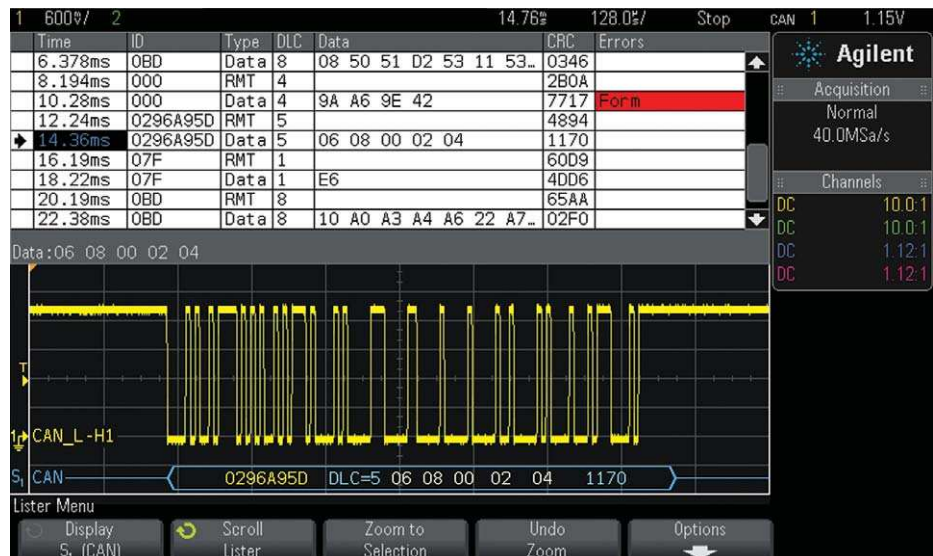 1 600▿/ 2 14.76 128.0 / Stop CAN 1 1.15V
Time ID Type DLC Data CRC Errors
6.378ms 0BD Data 8 08 50 51 D2 53 11 53… 0346
8.194ms 000 RMT 4 2B0A
10.28ms 000 Data 4 9A A6 9E 42 7717 Form
12.24ms 0296A95D RMT 5 4894
14.36ms 0296A95D Data 5 06 08 00 02 04 1170
16.19ms 07F RMT 1 60D9
18.22ms 07F Data 1 E6 4DD6
20.19ms 0BD RMT 8 65AA
22.38ms 0BD Data 8 10 A0 A3 A4 A6 22 A7… 02F0
Agilent
Acquisition
Normal
40.0MSa/s
Channels
DC 10.0:1
DC 10.0:1
DC 1.12:1
DC 1.12:1
Data:06 08 00 02 04
T
1 CAN_L-H1
S₁ CAN 0296A95D DLC=5 06 08 00 02 04 1170
Lister Menu
Display
S₁ (CAN)
Scroll
Lister
Zoom to
Selection
Undo
Zoom
Options